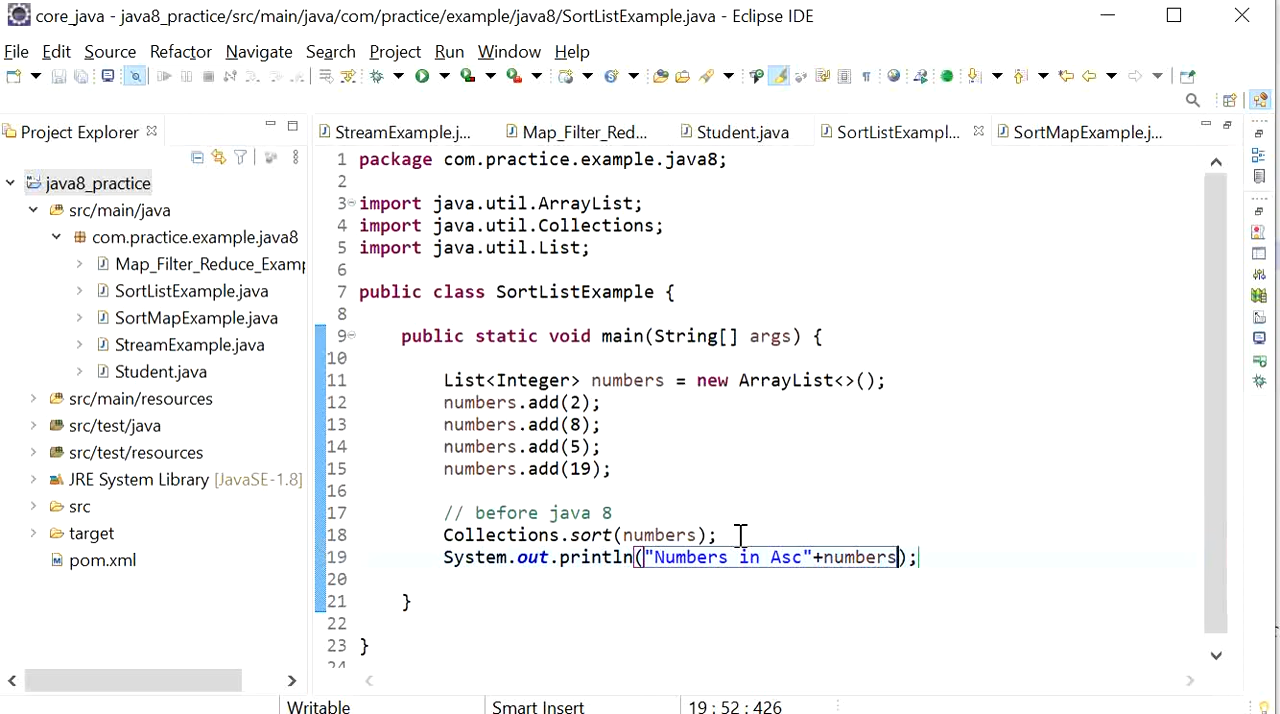 core_java - java8_practice/src/main/java/com/practice/example/java8/SortListExample.java - Eclipse IDE
File Edit Source Refactor Navigate Search Project Run Window Help
Project Explorer
StreamExample.j...
Map_Filter_Red...
Student.java
SortListExampl...
SortMapExample.j...
java8_practice
src/main/java
com.practice.example.java8
Map_Filter_Reduce_Examp
SortListExample.java
SortMapExample.java
StreamExample.java
Student.java
src/main/resources
src/test/java
src/test/resources
JRE System Library [JavaSE-1.8]
src
target
pom.xml
1 package com.practice.example.java8;
2
3 import java.util.ArrayList;
4 import java.util.Collections;
5 import java.util.List;
6
7 public class SortListExample {
8
9 public static void main(String[] args) {
10
11 List<Integer> numbers = new ArrayList<>();
12 numbers.add(2);
13 numbers.add(8);
14 numbers.add(5);
15 numbers.add(19);
16
17 // before java 8
18 Collections.sort(numbers);
19 System.out.println("Numbers in Asc"+numbers);
20
21 }
22
23 }
24
Writable
Smart Insert
19 : 52 : 426